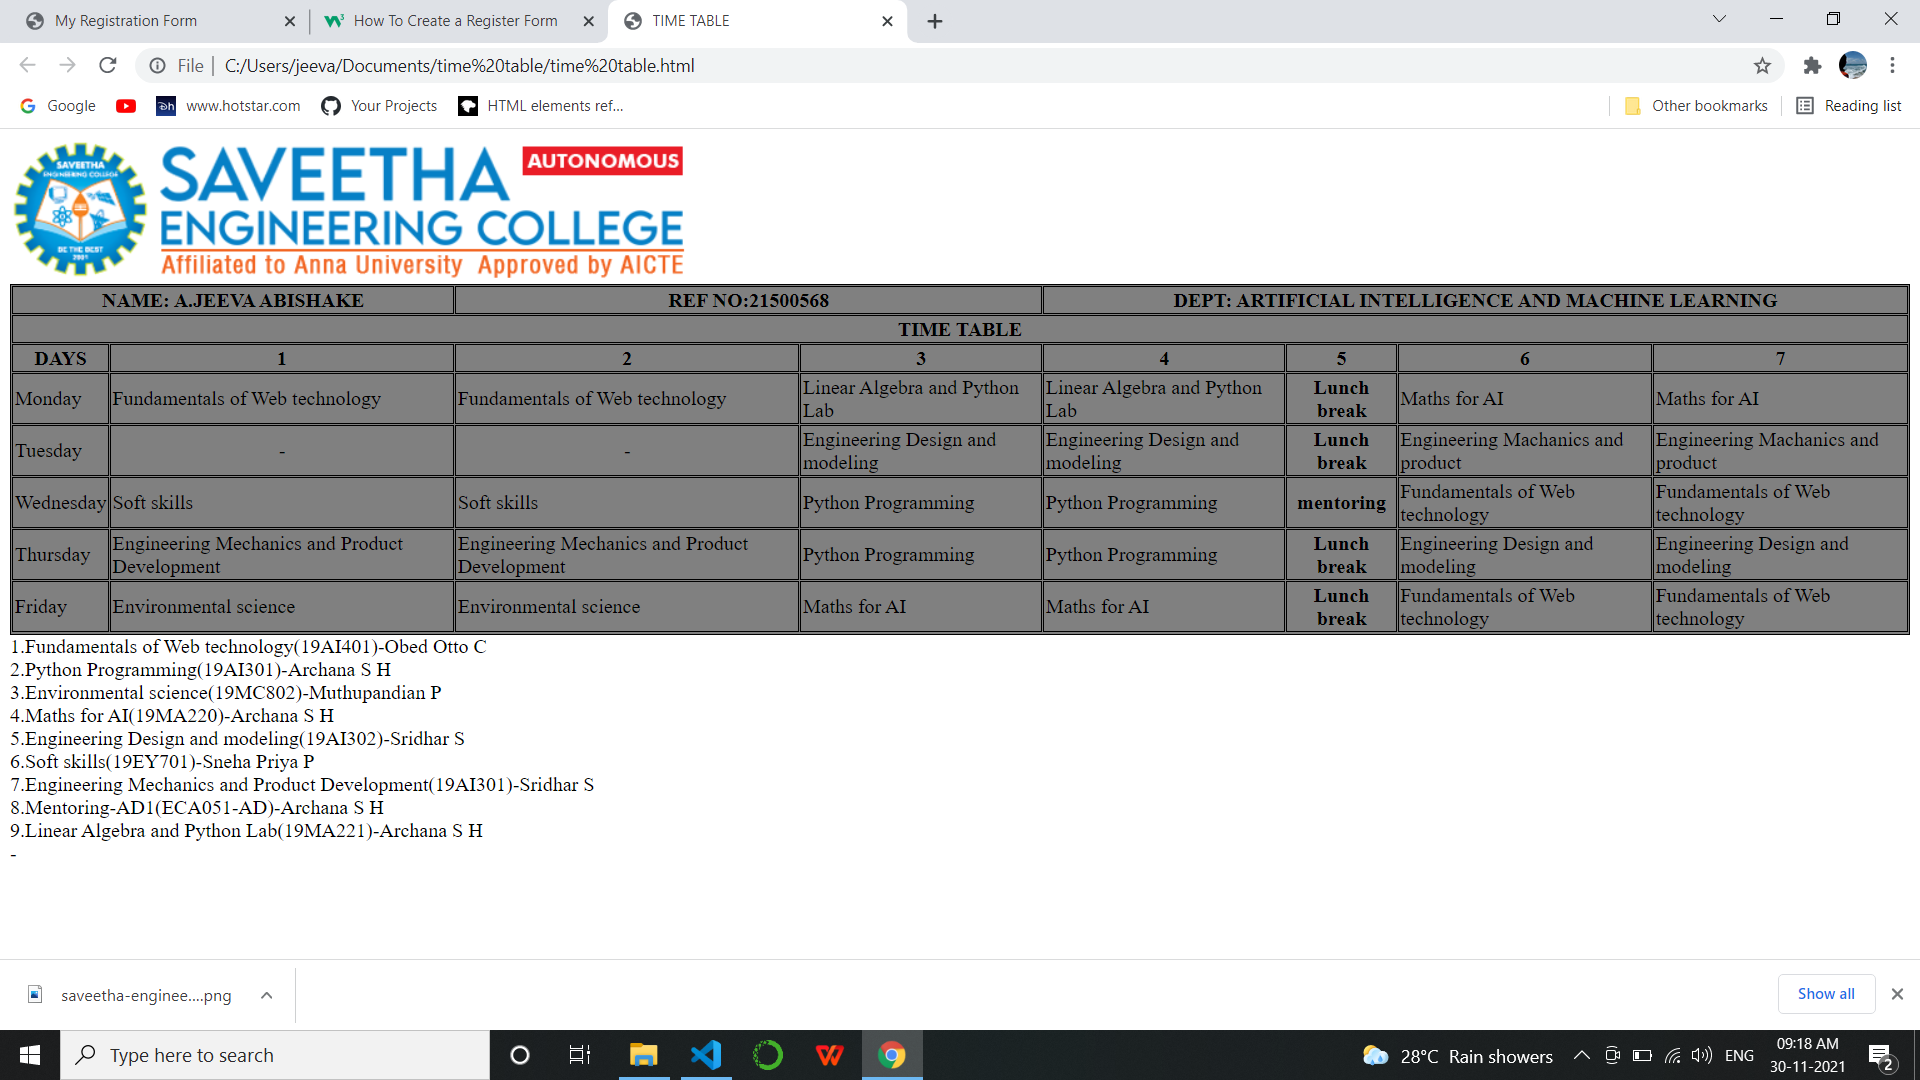 My Registration Form
How To Create a Register Form
TIME TABLE
File | C:/Users/jeeva/Documents/time%20table/time%20table.html
Google
www.hotstar.com
Your Projects
HTML elements ref...
Other bookmarks
Reading list
SAVEETHA
ENGINEERING COLLEGE
BE THE BEST
2001
SAVEETHA AUTONOMOUS
ENGINEERING COLLEGE
Affiliated to Anna University Approved by AICTE
NAME: A.JEEVA ABISHAKE REF NO:21500568 DEPT: ARTIFICIAL INTELLIGENCE AND MACHINE LEARNING
TIME TABLE
DAYS 1 2 3 4 5 6 7
Monday Fundamentals of Web technology Fundamentals of Web technology Linear Algebra and Python Lab Linear Algebra and Python Lab Lunch break Maths for AI Maths for AI
Tuesday - - Engineering Design and modeling Engineering Design and modeling Lunch break Engineering Machanics and product Engineering Machanics and product
Wednesday Soft skills Soft skills Python Programming Python Programming mentoring Fundamentals of Web technology Fundamentals of Web technology
Thursday Engineering Mechanics and Product Development Engineering Mechanics and Product Development Python Programming Python Programming Lunch break Engineering Design and modeling Engineering Design and modeling
Friday Environmental science Environmental science Maths for AI Maths for AI Lunch break Fundamentals of Web technology Fundamentals of Web technology
1.Fundamentals of Web technology(19AI401)-Obed Otto C
2.Python Programming(19AI301)-Archana S H
3.Environmental science(19MC802)-Muthupandian P
4.Maths for AI(19MA220)-Archana S H
5.Engineering Design and modeling(19AI302)-Sridhar S
6.Soft skills(19EY701)-Sneha Priya P
7.Engineering Mechanics and Product Development(19AI301)-Sridhar S
8.Mentoring-AD1(ECA051-AD)-Archana S H
9.Linear Algebra and Python Lab(19MA221)-Archana S H
-
saveetha-enginee....png
Show all
Type here to search
28°C Rain showers
ENG
09:18 AM
30-11-2021
2